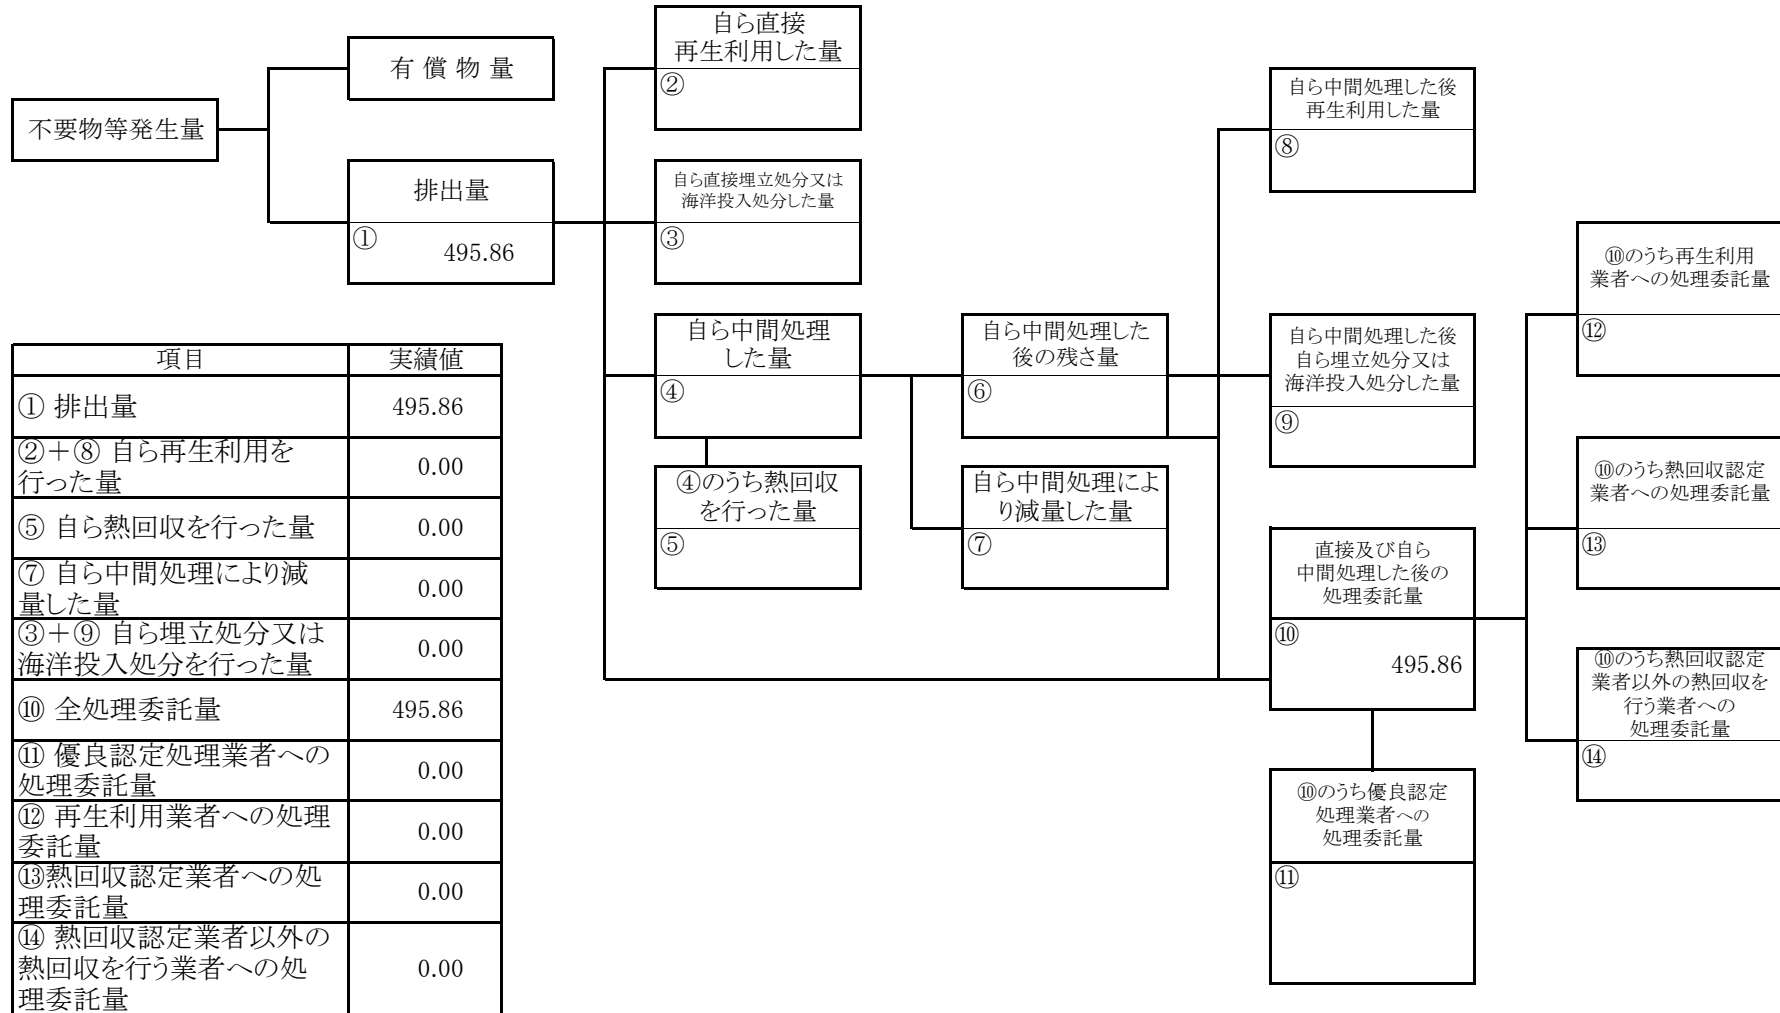 不要物等発生量
有 償 物 量
排出量
①
495.86
自ら直接
再生利用した量
②
自ら直接埋立処分又は
海洋投入処分した量
③
自ら中間処理
した量
④
④のうち熱回収
を行った量
⑤
自ら中間処理した
後の残さ量
⑥
自ら中間処理によ
り減量した量
⑦
自ら中間処理した後
再生利用した量
⑧
自ら中間処理した後
自ら埋立処分又は
海洋投入処分した量
⑨
直接及び自ら
中間処理した後の
処理委託量
⑩
495.86
⑩のうち優良認定
処理業者への
処理委託量
⑪
⑩のうち再生利用
業者への処理委託量
⑫
⑩のうち熱回収認定
業者への処理委託量
⑬
⑩のうち熱回収認定
業者以外の熱回収を
行う業者への
処理委託量
⑭
項目 実績値
① 排出量 495.86
②+⑧ 自ら再生利用を
行った量 0.00
⑤ 自ら熱回収を行った量 0.00
⑦ 自ら中間処理により減
量した量 0.00
③+⑨ 自ら埋立処分又は
海洋投入処分を行った量 0.00
⑩ 全処理委託量 495.86
⑪ 優良認定処理業者への
処理委託量 0.00
⑫ 再生利用業者への処理
委託量 0.00
⑬熱回収認定業者への処
理委託量 0.00
⑭ 熱回収認定業者以外の
熱回収を行う業者への処
理委託量 0.00